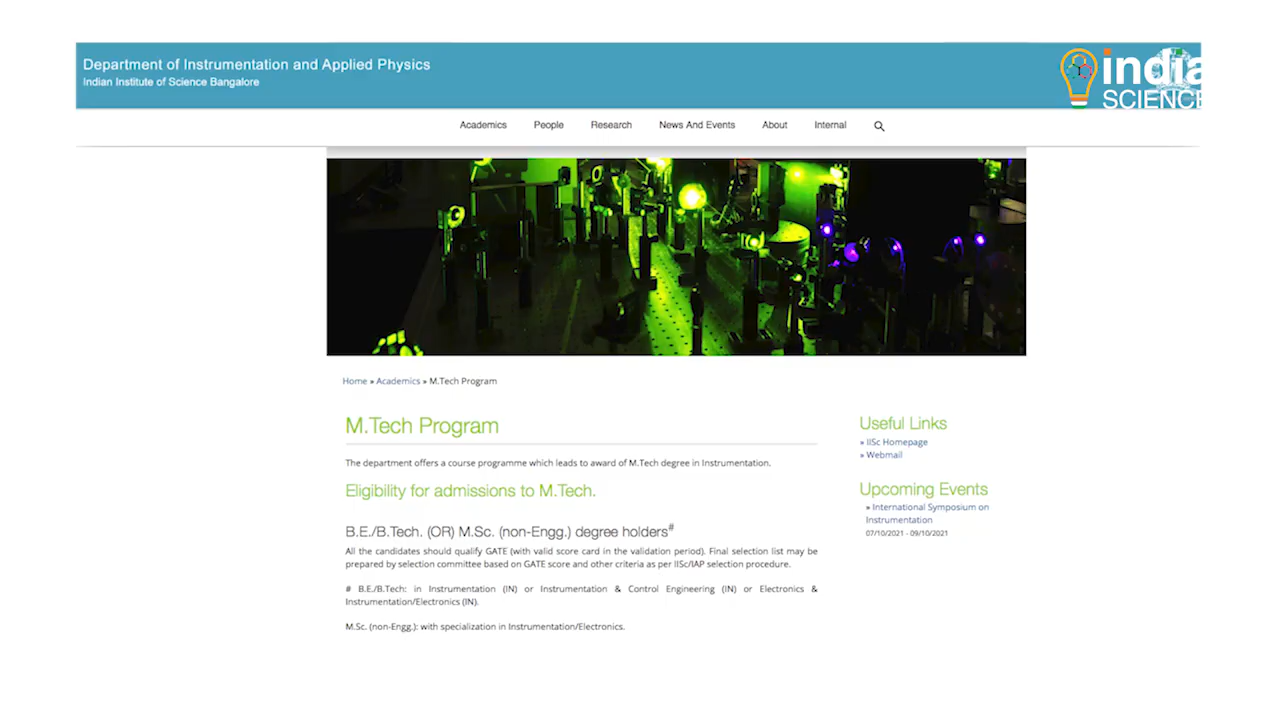 Department of Instrumentation and Applied Physics
Indian Institute of Science Bangalore
india
SCIENCE
Academics People Research News And Events About Internal
Home » Academics » M.Tech Program
M.Tech Program
The department offers a course programme which leads to award of M.Tech degree in Instrumentation.
Eligibility for admissions to M.Tech.
B.E./B.Tech. (OR) M.Sc. (non-Engg.) degree holders#
All the candidates should qualify GATE (with valid score card in the validation period). Final selection list may be
prepared by selection committee based on GATE score and other criteria as per IISc/IAP selection procedure.
# B.E./B.Tech: in Instrumentation (IN) or Instrumentation & Control Engineering (IN) or Electronics &
Instrumentation/Electronics (IN).
M.Sc. (non-Engg.): with specialization in Instrumentation/Electronics.
Useful Links
» IISc Homepage
» Webmail
Upcoming Events
» International Symposium on
Instrumentation
07/10/2021 - 09/10/2021